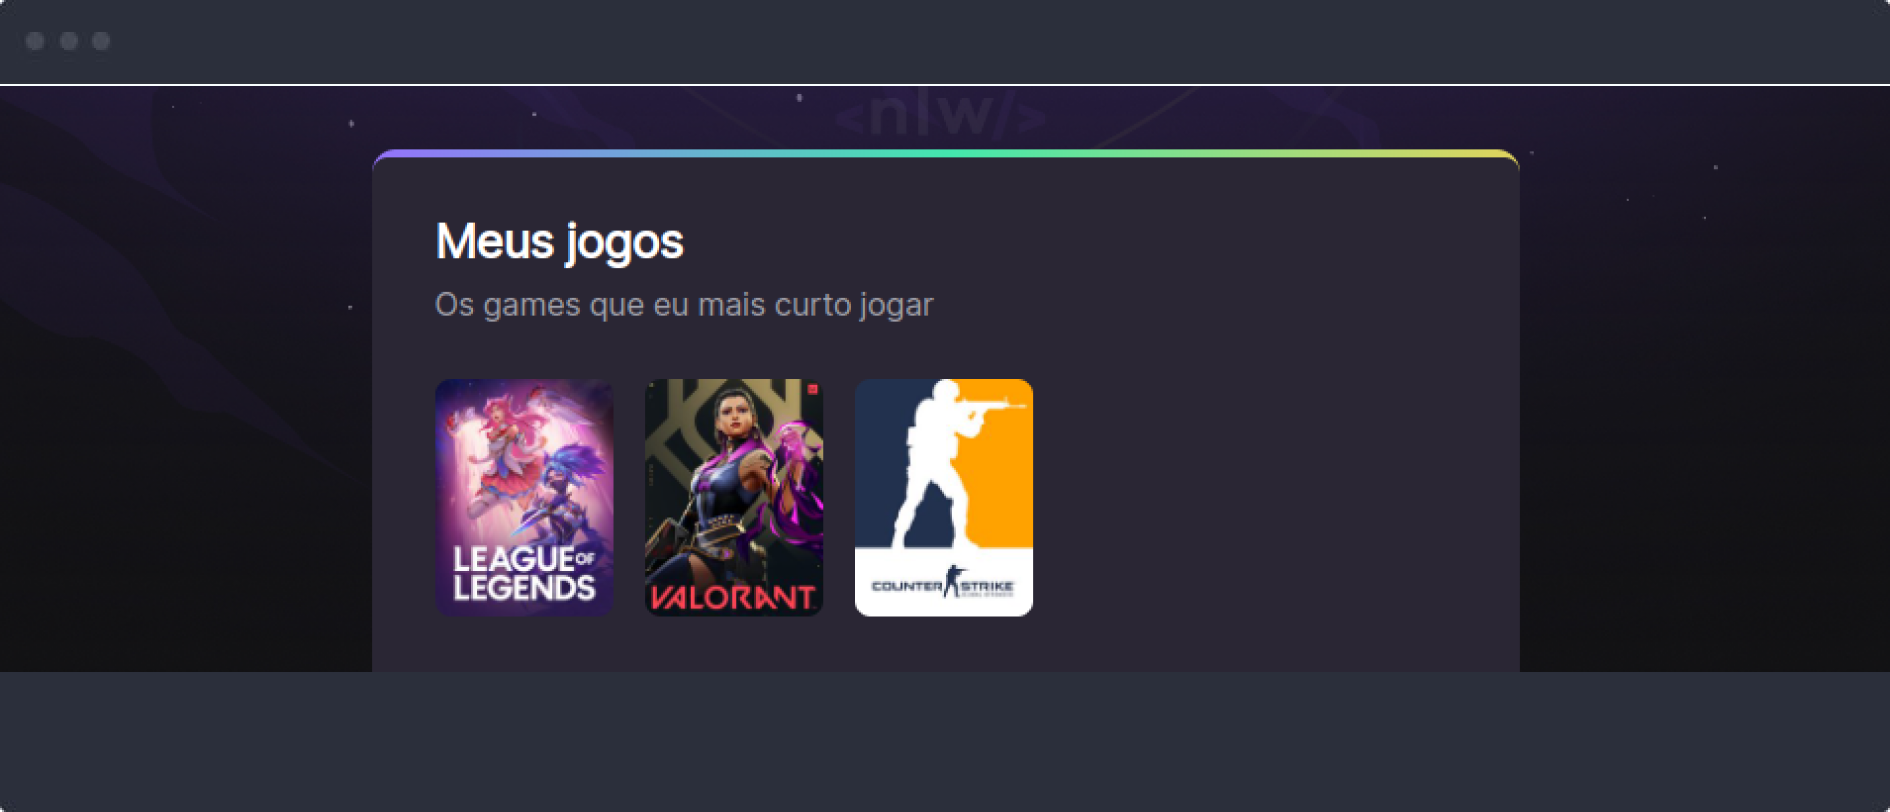 <nlw/>
Meus jogos
Os games que eu mais curto jogar
LEAGUE OF
LEGENDS
VALORANT
COUNTER STRIKE